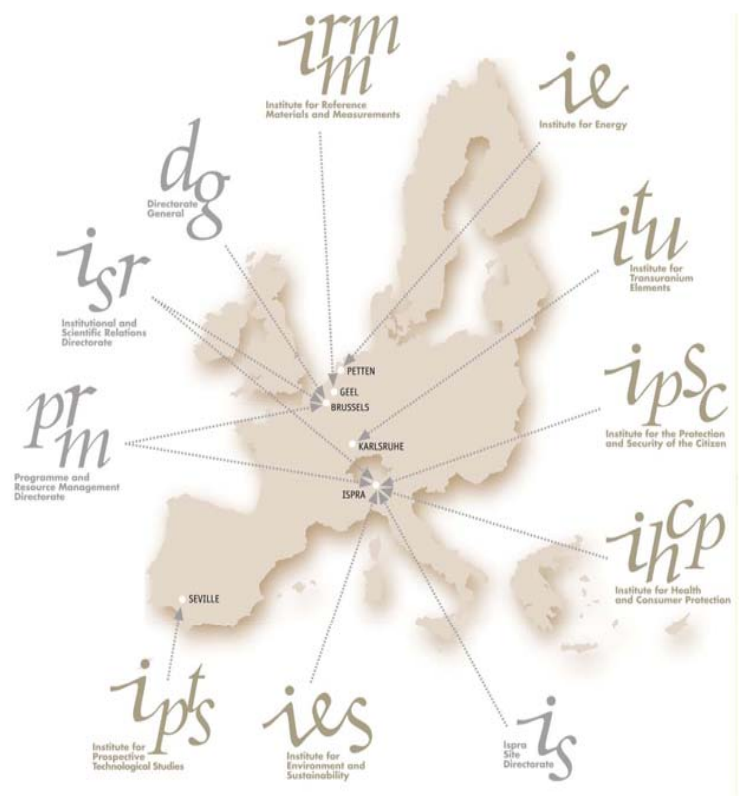 irmm
Institute for Reference
Materials and Measurements
ie
Institute for Energy
dg
Directorate
General
itu
Institute for
Transuranium
Elements
isr
Institutional and
Scientific Relations
Directorate
ipsc
Institute for the Protection
and Security of the Citizen
PETTEN
GEEL
BRUSSELS
prm
Programme and
Resource Management
Directorate
KARLSRUHE
ISPRA
ihcp
Institute for Health
and Consumer Protection
SEVILLE
ipts
Institute for
Prospective
Technological Studies
ies
Institute for
Environment and
Sustainability
is
Ispra
Site
Directorate